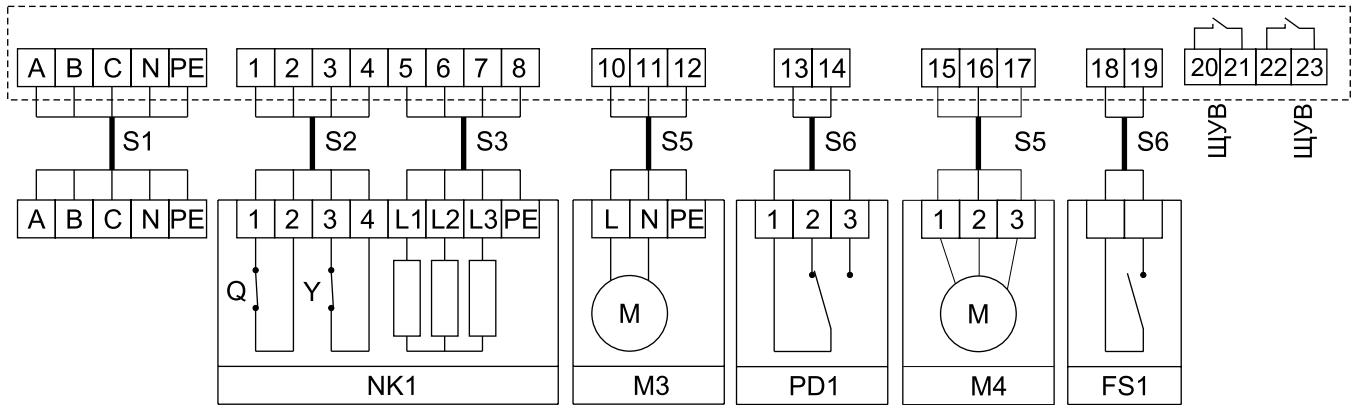 A B C N PE 1 2 3 4 5 6 7 8 10 11 12 13 14 15 16 17 18 19 20 21 22 23
S1 S2 S3 S5 S6 S5 S6 ЩУВ ЩУВ
A B C N PE 1 2 3 4 L1 L2 L3 PE L N PE 1 2 3 1 2 3
Q Y M M
NK1 M3 PD1 M4 FS1